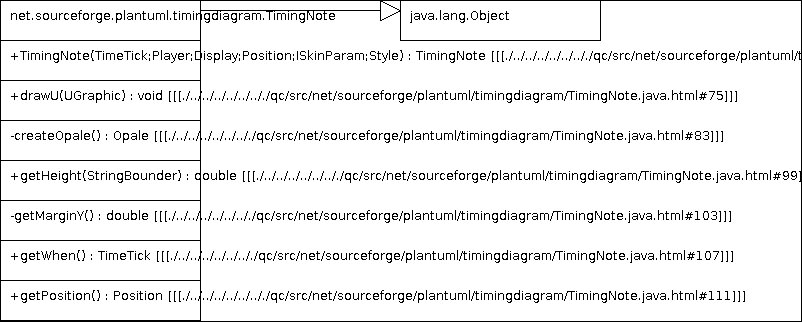 net.sourceforge.plantuml.timingdiagram.TimingNote
java.lang.Object
+TimingNote(TimeTick;Player;Display;Position;ISkinParam;Style) : TimingNote [[[./../../../../../../../qc/src/net/sourceforge/plantuml/t
+drawU(UGraphic) : void [[[./../../../../../../../qc/src/net/sourceforge/plantuml/timingdiagram/TimingNote.java.html#75]]]
-createOpale() : Opale [[[./../../../../../../../qc/src/net/sourceforge/plantuml/timingdiagram/TimingNote.java.html#83]]]
+getHeight(StringBounder) : double [[[./../../../../../../../qc/src/net/sourceforge/plantuml/timingdiagram/TimingNote.java.html#99]
-getMarginY() : double [[[./../../../../../../../qc/src/net/sourceforge/plantuml/timingdiagram/TimingNote.java.html#103]]]
+getWhen() : TimeTick [[[./../../../../../../../qc/src/net/sourceforge/plantuml/timingdiagram/TimingNote.java.html#107]]]
+getPosition() : Position [[[./../../../../../../../qc/src/net/sourceforge/plantuml/timingdiagram/TimingNote.java.html#111]]]